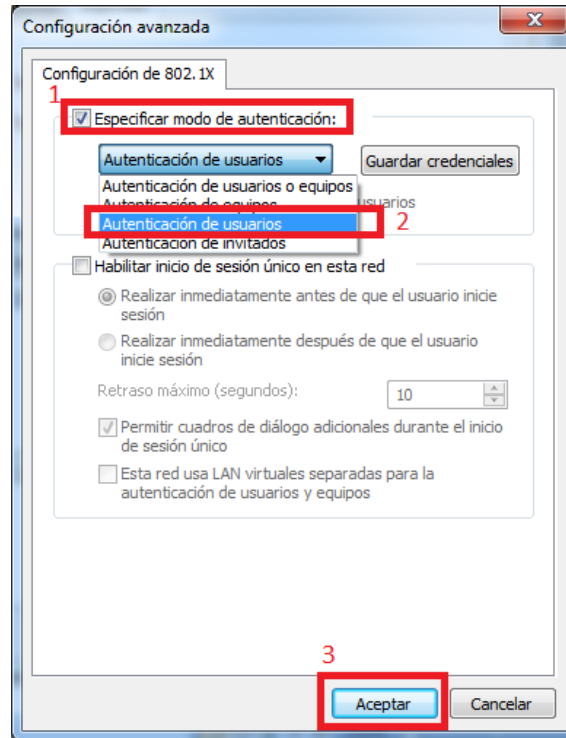 Configuración avanzada
x
Configuración de 802.1X
1
Especificar modo de autenticación:
Autenticación de usuarios
Guardar credenciales
Autenticación de usuarios o equipos
Autenticación de equipos
usuarios
Autenticación de usuarios
2
Autenticación de invitados
Habilitar inicio de sesión único en esta red
Realizar inmediatamente antes de que el usuario inicie
sesión
Realizar inmediatamente después de que el usuario
inicie sesión
Retraso máximo (segundos):
10
Permitir cuadros de diálogo adicionales durante el inicio
de sesión único
Esta red usa LAN virtuales separadas para la
autenticación de usuarios y equipos
3
Aceptar
Cancelar